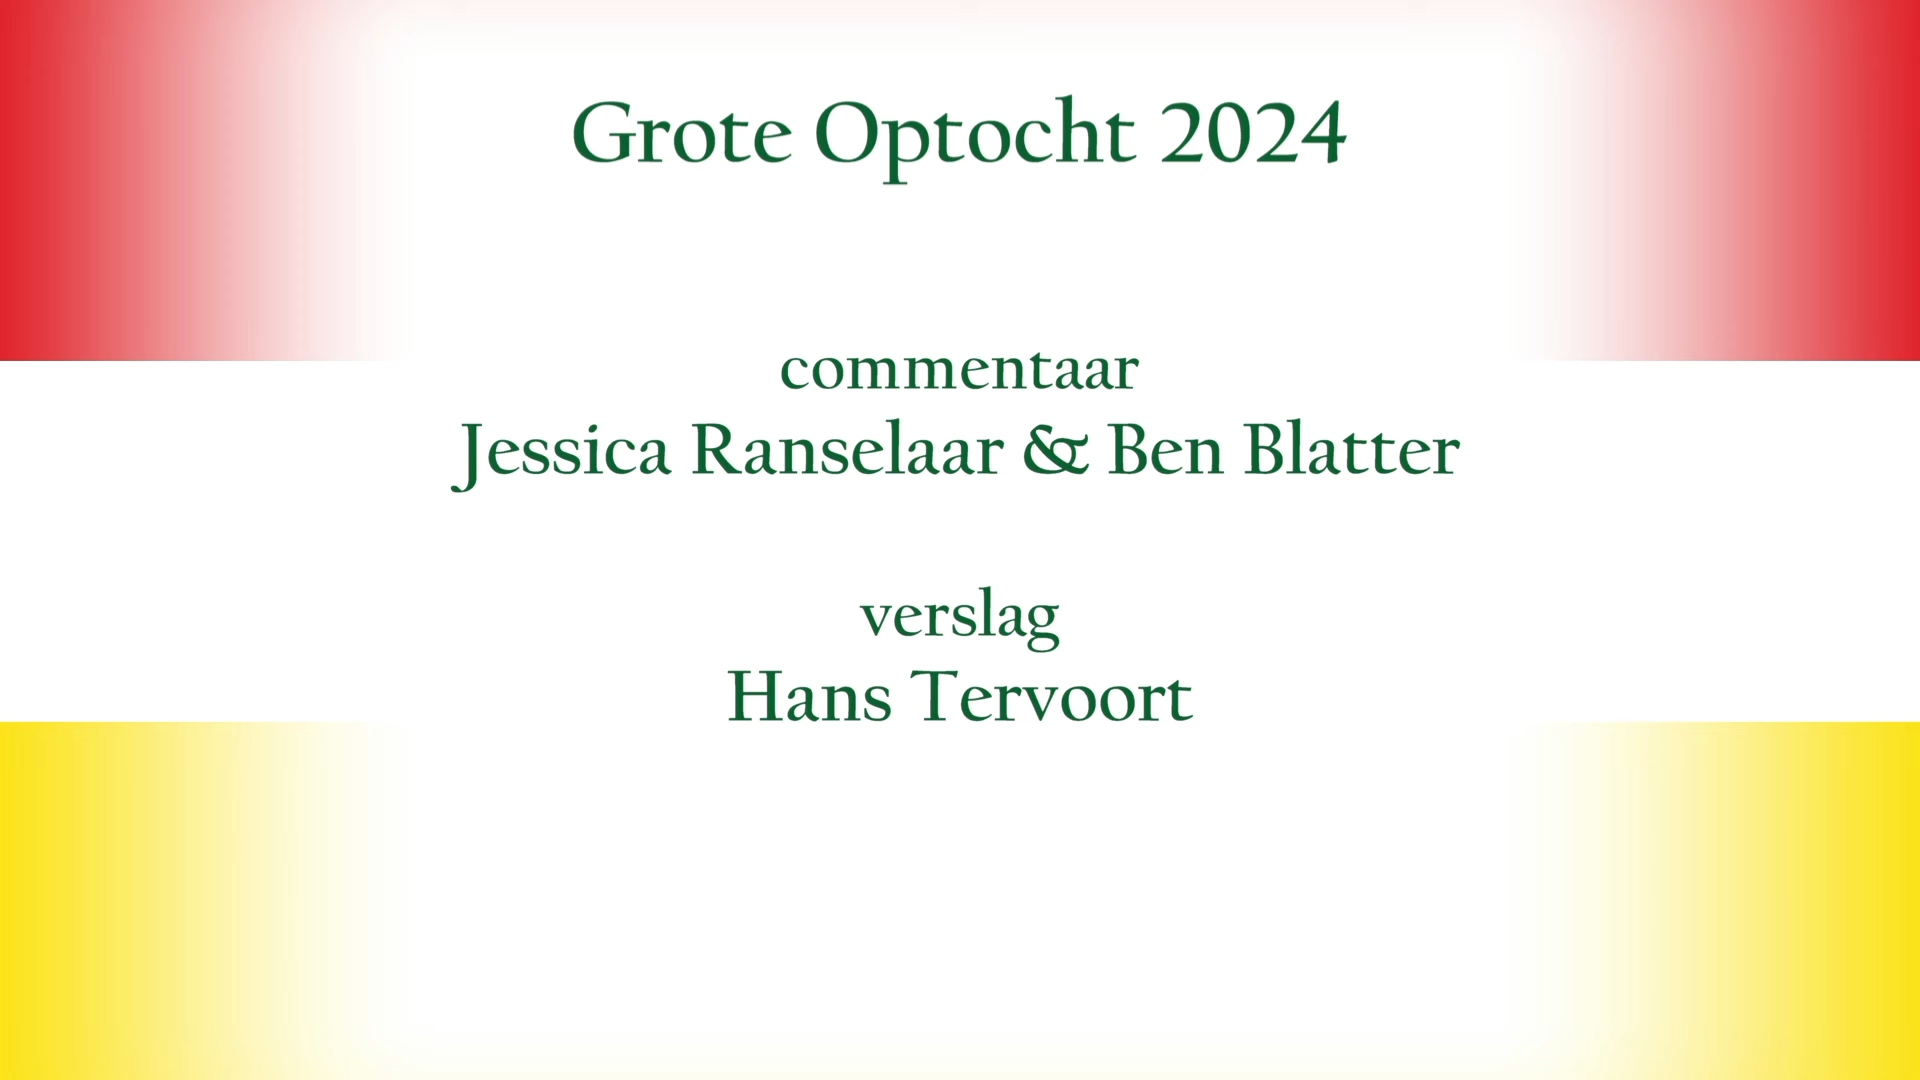 Grote Optocht 2024
commentaar
Jessica Ranselaar & Ben Blatter
verslag
Hans Tervoort